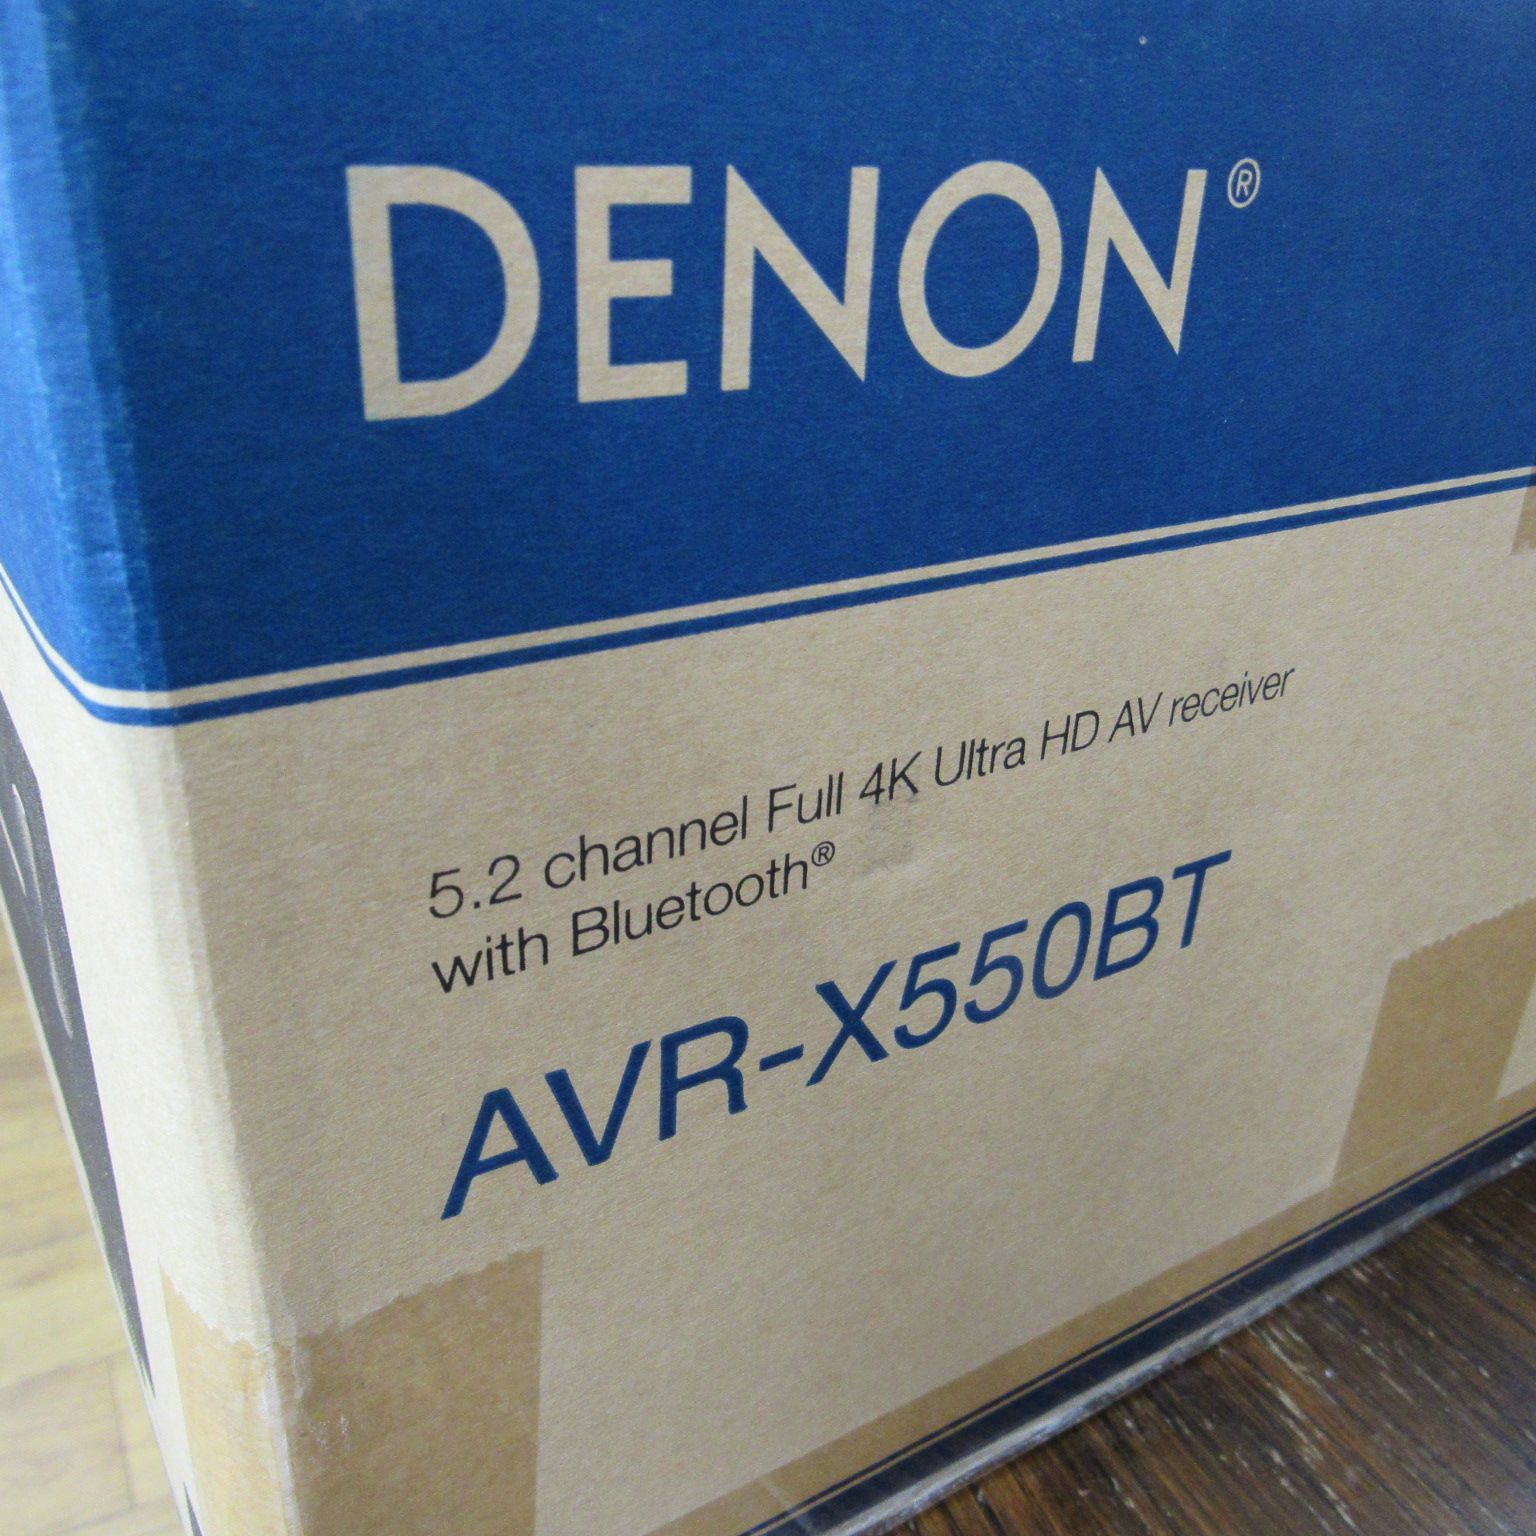 DENON®
5.2 channel Full 4K Ultra HD AV receiver
with Bluetooth®
AVR-X550BT